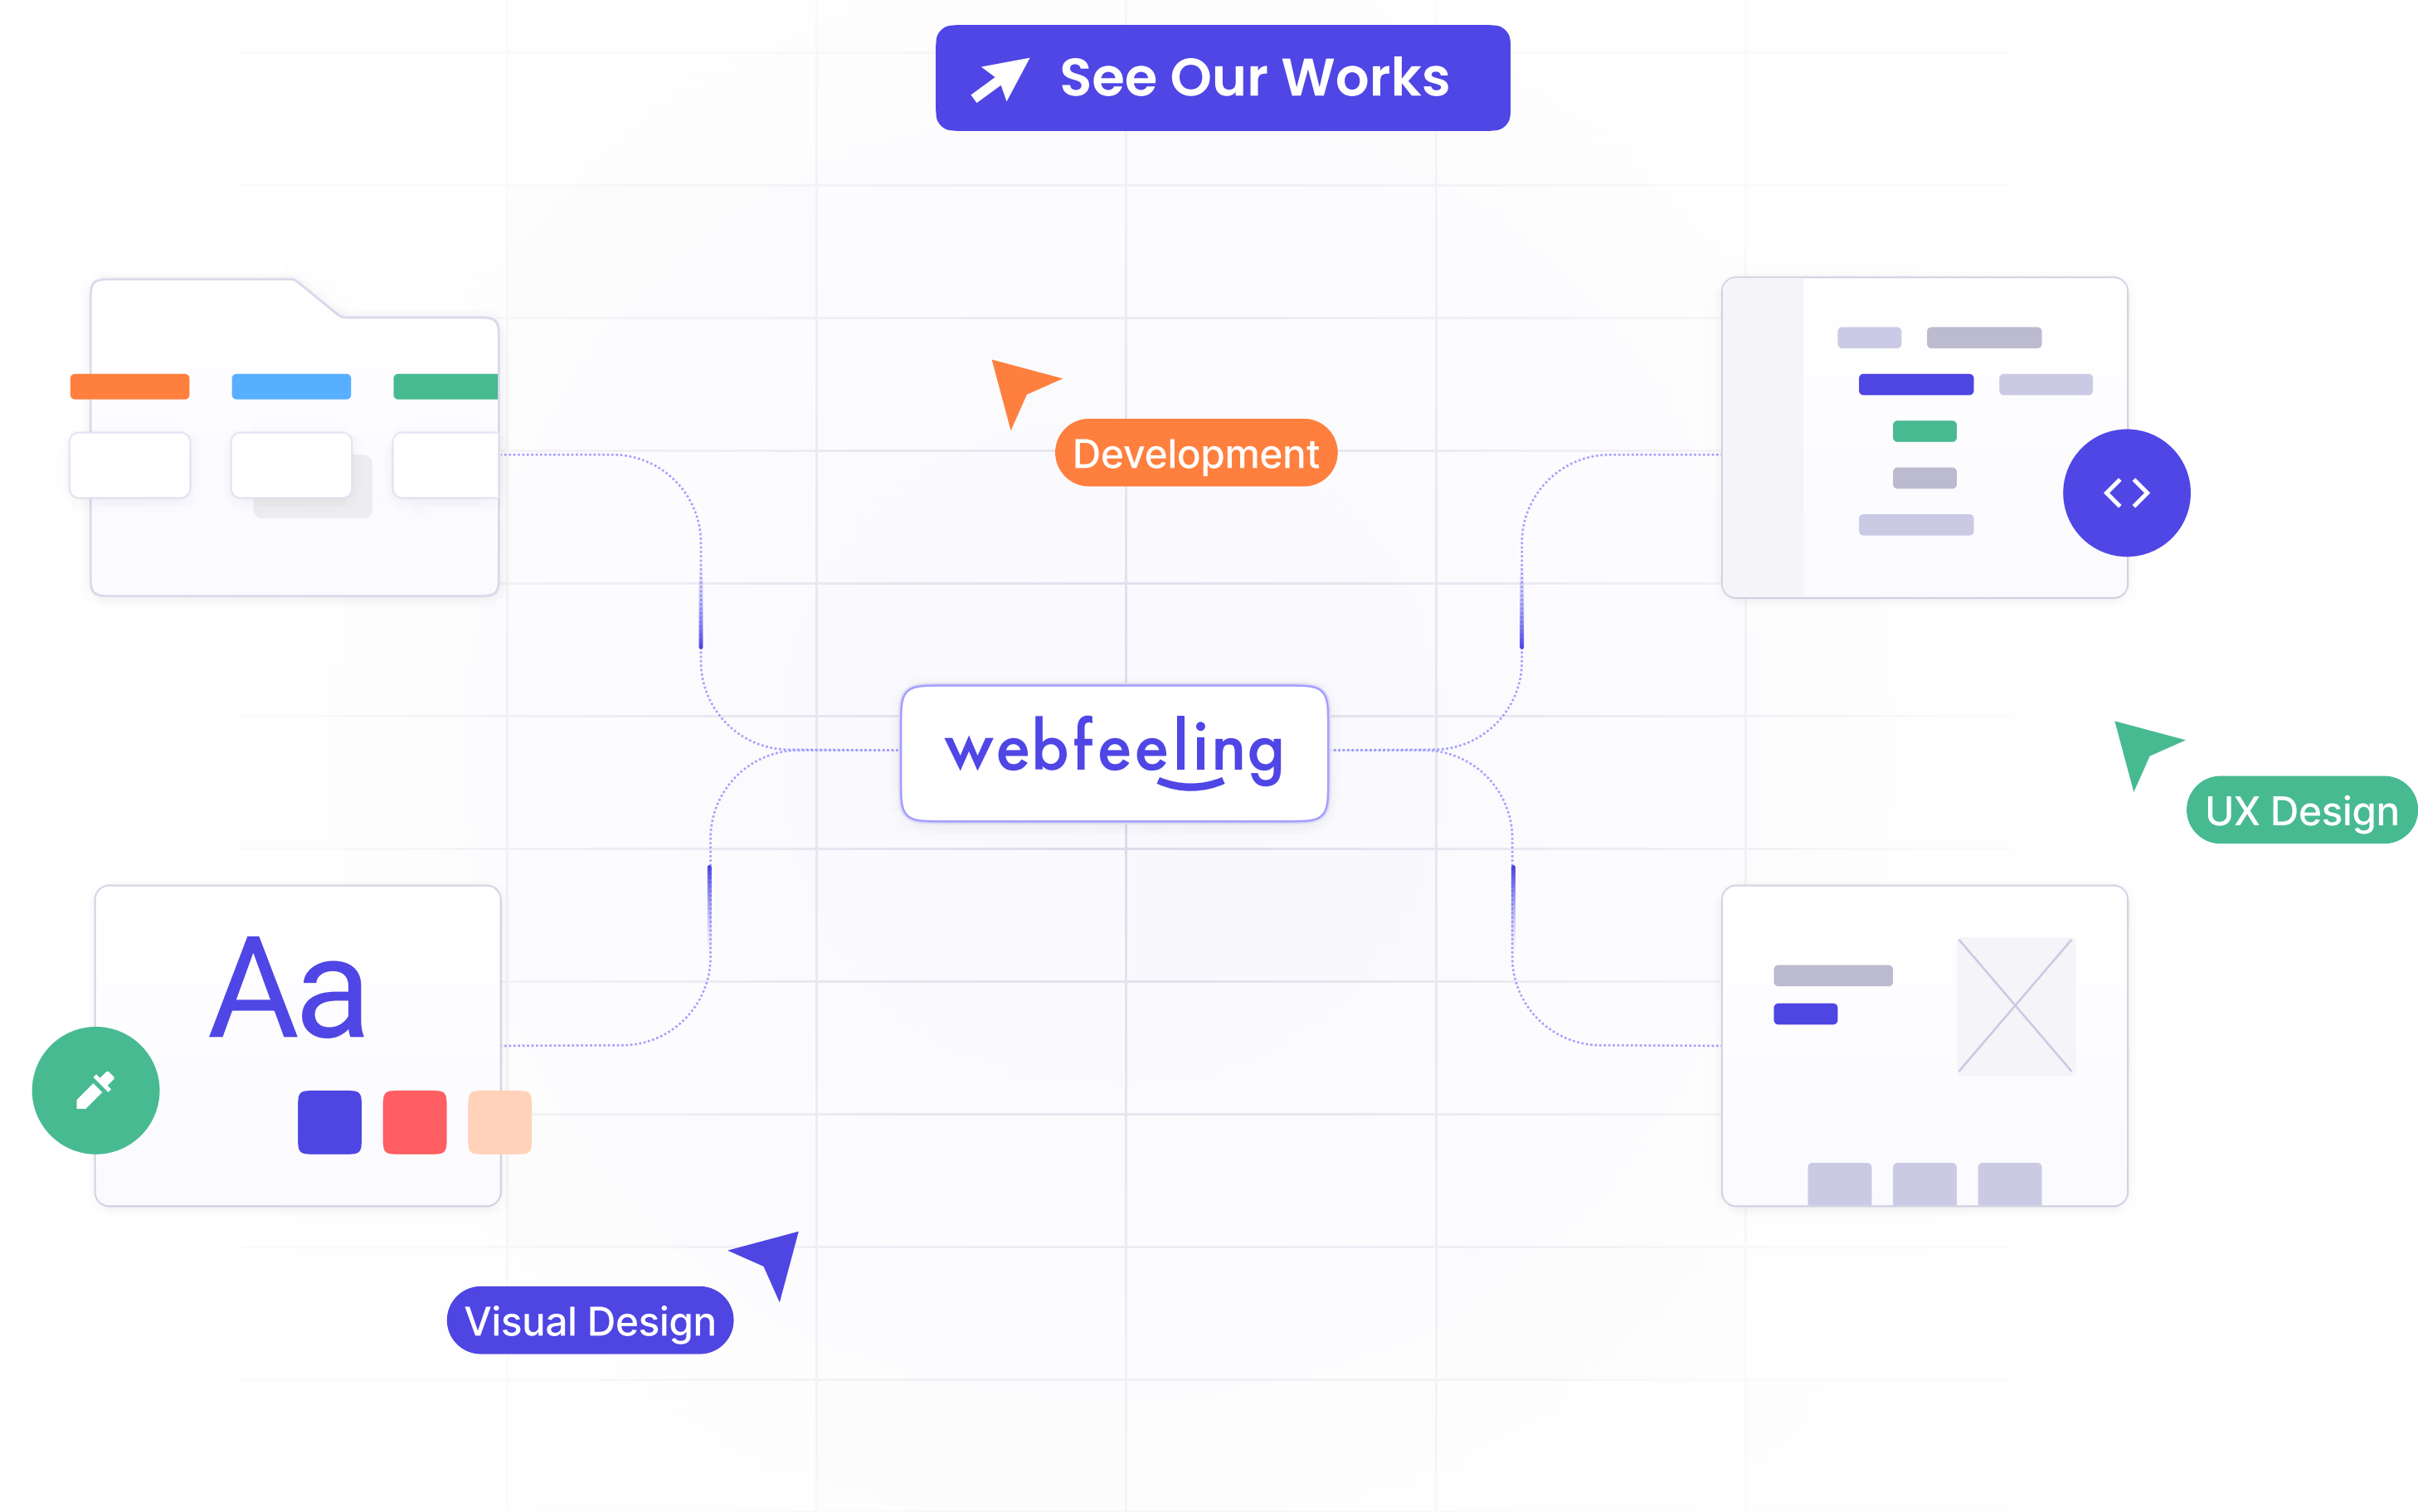 See Our Works
Development
webfeeling
UX Design
Aa
Visual Design